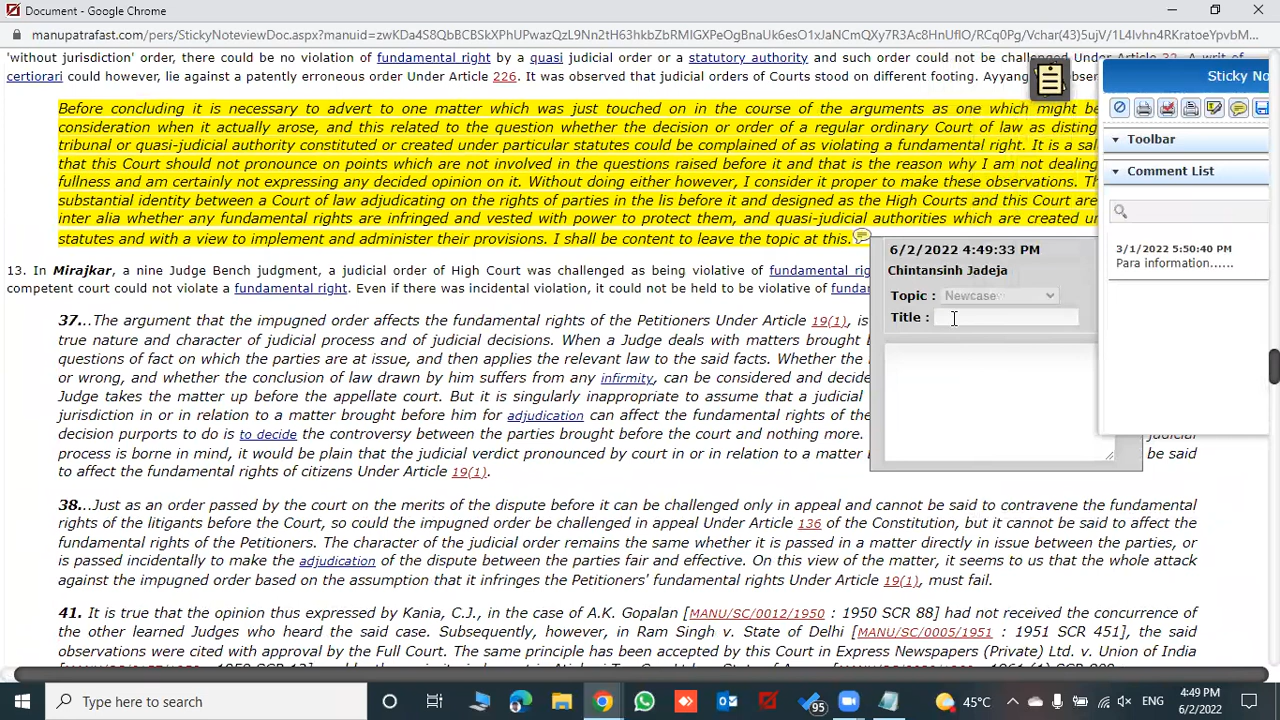 Document - Google Chrome
manupatrafast.com/pers/StickyNoteviewDoc.aspx?manuid=zwKDa4S8QbBCBSkXPhUPwazQzL9Nn2tH63hkbZbRMIGXPeOgBnaUk6esO1xJaNCmQXy7R3Ac8HnUfIO/RCq0Pg/Vchar(43)5ujV/1L4lvhn4RKratoeYpvbM...
'without jurisdiction' order, there could be no violation of fundamental right by a quasi judicial order or a statutory authority and such order could not be challenged under Article 32. A writ of
certiorari could however, lie against a patently erroneous order Under Article 226. It was observed that judicial orders of Courts stood on different footing. Ayyang
Sticky No
Before concluding it is necessary to advert to one matter which was just touched on in the course of the arguments as one which might be
consideration when it actually arose, and this related to the question whether the decision or order of a regular ordinary Court of law as disting
tribunal or quasi-judicial authority constituted or created under particular statutes could be complained of as violating a fundamental right. It is a sal
that this Court should not pronounce on points which are not involved in the questions raised before it and that is the reason why I am not dealing
fullness and am certainly not expressing any decided opinion on it. Without doing either however, I consider it proper to make these observations. Th
substantial identity between a Court of law adjudicating on the rights of parties in the lis before it and designed as the High Courts and this Court are
inter alia whether any fundamental rights are infringed and vested with power to protect them, and quasi-judicial authorities which are created un
statutes and with a view to implement and administer their provisions. I shall be content to leave the topic at this.
Toolbar
Comment List
3/1/2022 5:50:40 PM
Para information......
6/2/2022 4:49:33 PM
Chintansinh Jadeja
Topic : Newcase
Title :
13. In Mirajkar, a nine Judge Bench judgment, a judicial order of High Court was challenged as being violative of fundamental rig
competent court could not violate a fundamental right. Even if there was incidental violation, it could not be held to be violative of fundam
37...The argument that the impugned order affects the fundamental rights of the Petitioners Under Article 19(1), is
true nature and character of judicial process and of judicial decisions. When a Judge deals with matters brought b
questions of fact on which the parties are at issue, and then applies the relevant law to the said facts. Whether the
or wrong, and whether the conclusion of law drawn by him suffers from any infirmity, can be considered and decide
Judge takes the matter up before the appellate court. But it is singularly inappropriate to assume that a judicial
jurisdiction in or in relation to a matter brought before him for adjudication can affect the fundamental rights of the
decision purports to do is to decide the controversy between the parties brought before the court and nothing more. judicial
process is borne in mind, it would be plain that the judicial verdict pronounced by court in or in relation to a matter be said
to affect the fundamental rights of citizens Under Article 19(1).
38...Just as an order passed by the court on the merits of the dispute before it can be challenged only in appeal and cannot be said to contravene the fundamental
rights of the litigants before the Court, so could the impugned order be challenged in appeal Under Article 136 of the Constitution, but it cannot be said to affect the
fundamental rights of the Petitioners. The character of the judicial order remains the same whether it is passed in a matter directly in issue between the parties, or
is passed incidentally to make the adjudication of the dispute between the parties fair and effective. On this view of the matter, it seems to us that the whole attack
against the impugned order based on the assumption that it infringes the Petitioners' fundamental rights Under Article 19(1), must fail.
41. It is true that the opinion thus expressed by Kania, C.J., in the case of A.K. Gopalan [MANU/SC/0012/1950 : 1950 SCR 88] had not received the concurrence of
the other learned Judges who heard the said case. Subsequently, however, in Ram Singh v. State of Delhi [MANU/SC/0005/1951 : 1951 SCR 451], the said
observations were cited with approval by the Full Court. The same principle has been accepted by this Court in Express Newspapers (Private) Ltd. v. Union of India
Type here to search
95
45°C
ENG
4:49 PM
6/2/2022